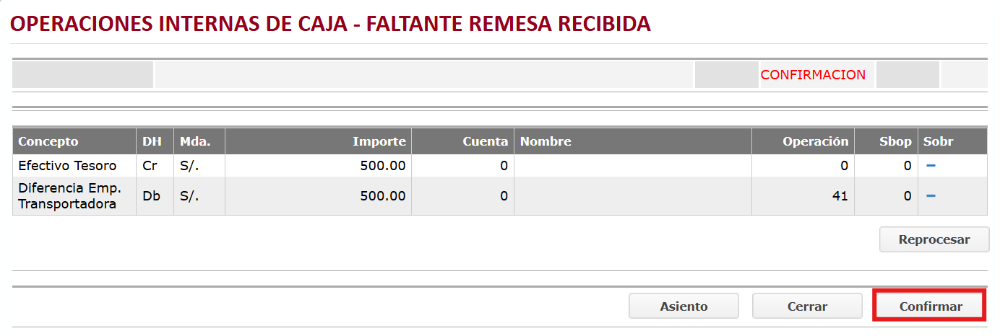 OPERACIONES INTERNAS DE CAJA - FALTANTE REMESA RECIBIDA
CONFIRMACION
Concepto DH Mda. Importe Cuenta Nombre Operación Sbop Sobr
Efectivo Tesoro Cr S/. 500.00 0 0 0 –
Diferencia Emp.
Transportadora Db S/. 500.00 0 41 0 –
Reprocesar
Asiento Cerrar Confirmar